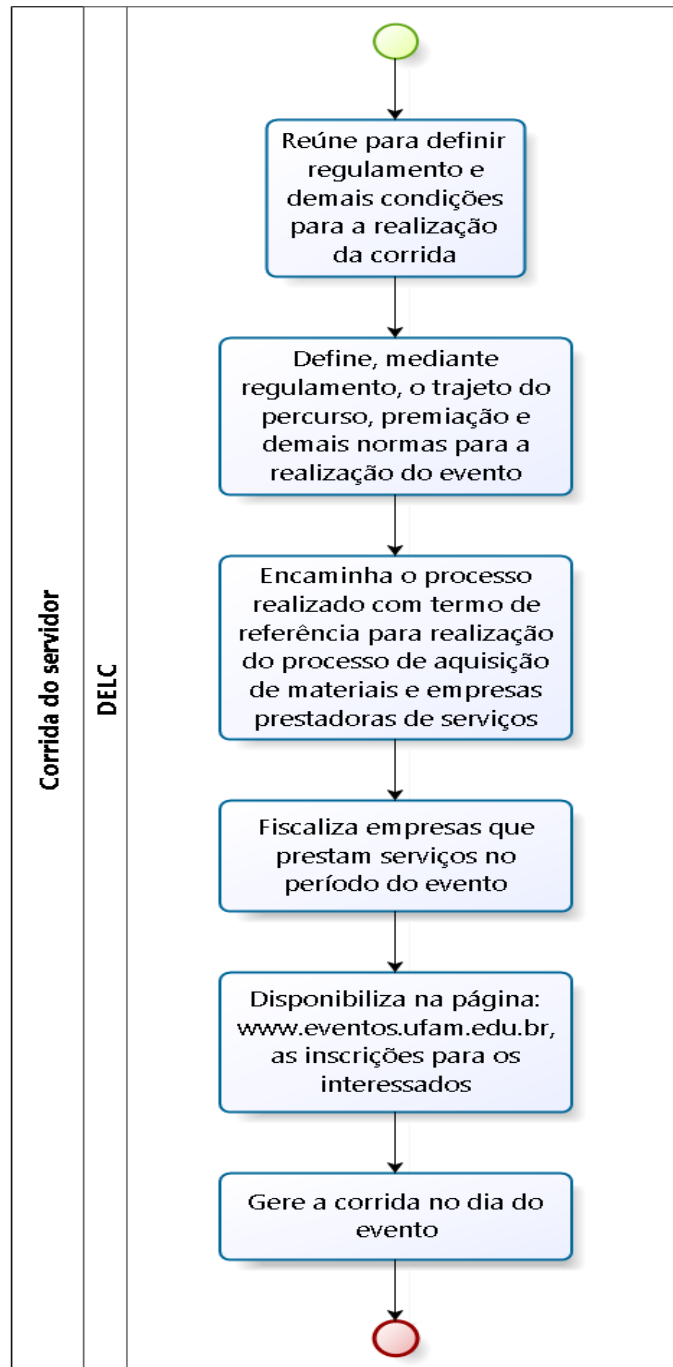 Corrida do servidor
DELC
Reúne para definir
regulamento e
demais condições
para a realização
da corrida
Define, mediante
regulamento, o trajeto do
percurso, premiação e
demais normas para a
realização do evento
Encaminha o processo
realizado com termo de
referência para realização
do processo de aquisição
de materiais e empresas
prestadoras de serviços
Fiscaliza empresas que
prestam serviços no
período do evento
Disponibiliza na página:
www.eventos.ufam.edu.br,
as inscrições para os
interessados
Gere a corrida no dia do
evento